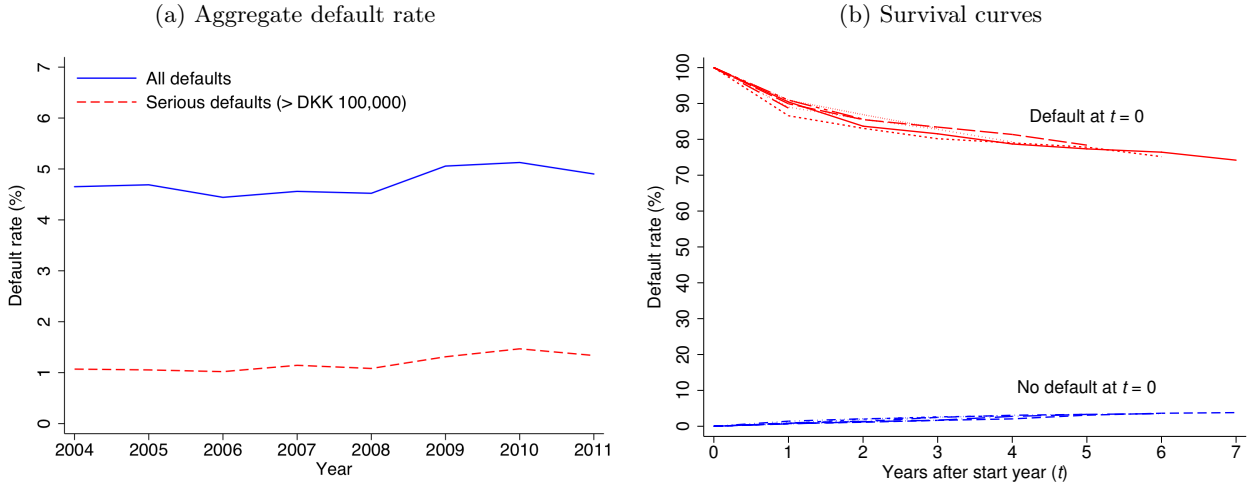 (a) Aggregate default rate
Default rate (%)
7
6
5
4
3
2
1
0
All defaults
Serious defaults (> DKK 100,000)
2004 2005 2006 2007 2008 2009 2010 2011
Year
(b) Survival curves
Default rate (%)
100
90
80
70
60
50
40
30
20
10
0
Default at t = 0
No default at t = 0
0 1 2 3 4 5 6 7
Years after start year (t)